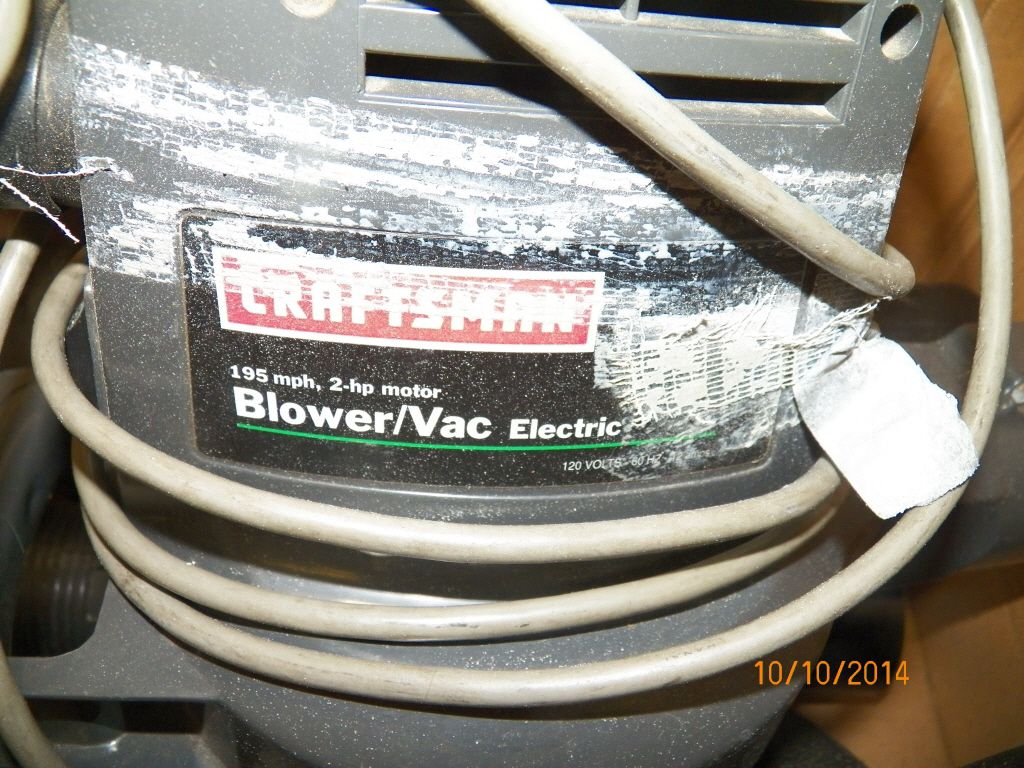 CRAFTSMAN
195 mph, 2-hp motor
Blower/Vac Electric
120 VOLTS - 60 HZ
10/10/2014